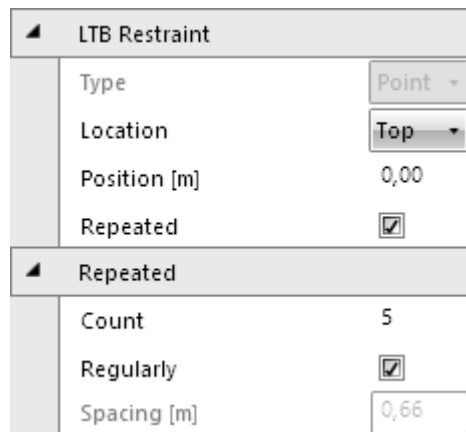 LTB Restraint
Type Point
Location Top
Position [m] 0,00
Repeated
Repeated
Count 5
Regularly
Spacing [m] 0,66